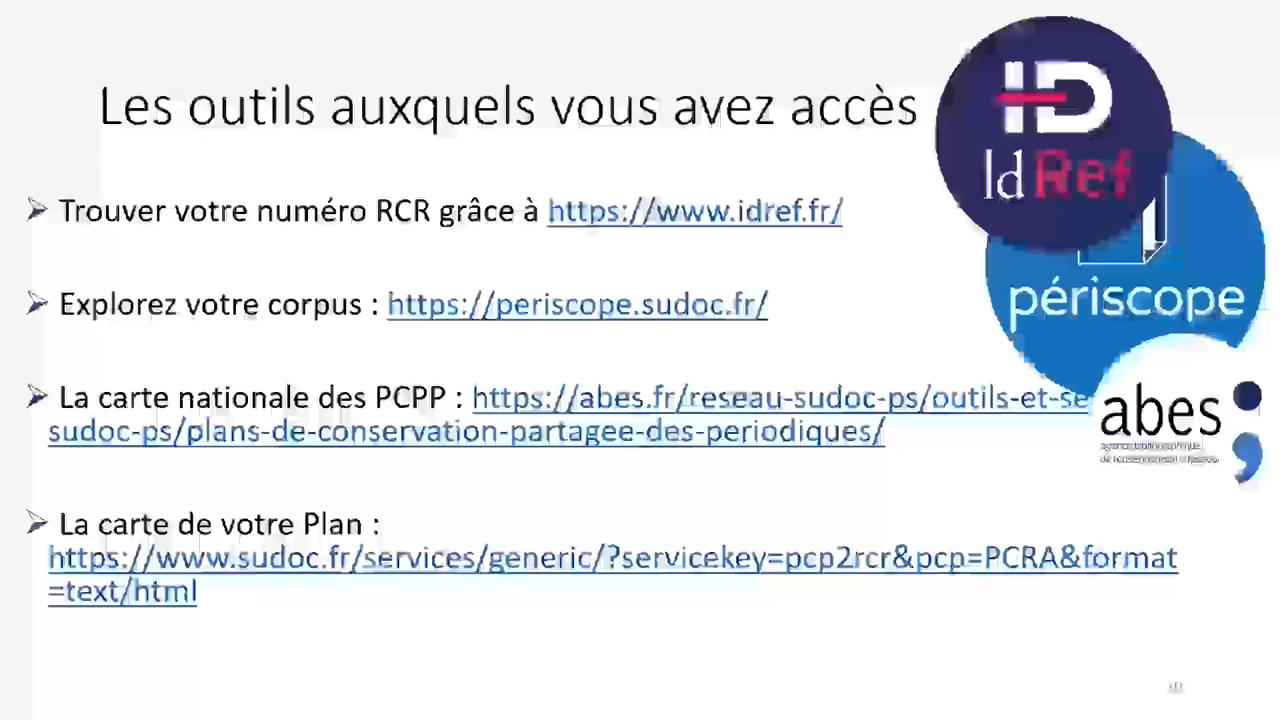 Les outils auxquels vous avez accès
ID
IdRef
➢ Trouver votre numéro RCR grâce à https://www.idref.fr/
périscope
➢ Explorez votre corpus : https://periscope.sudoc.fr/
➢ La carte nationale des PCPP : https://abes.fr/reseau-sudoc-ps/outils-et-se
sudoc-ps/plans-de-conservation-partagee-des-periodiques/
abes
➢ La carte de votre Plan :
https://www.sudoc.fr/services/generic/?servicekey=pcp2rcr&pcp=PCRA&format
=text/html